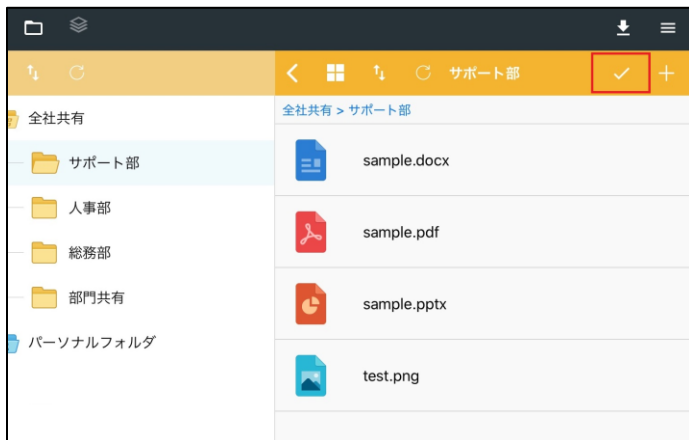 サポート部
全社共有
サポート部
人事部
総務部
部門共有
パーソナルフォルダ
全社共有 > サポート部
sample.docx
sample.pdf
sample.pptx
test.png